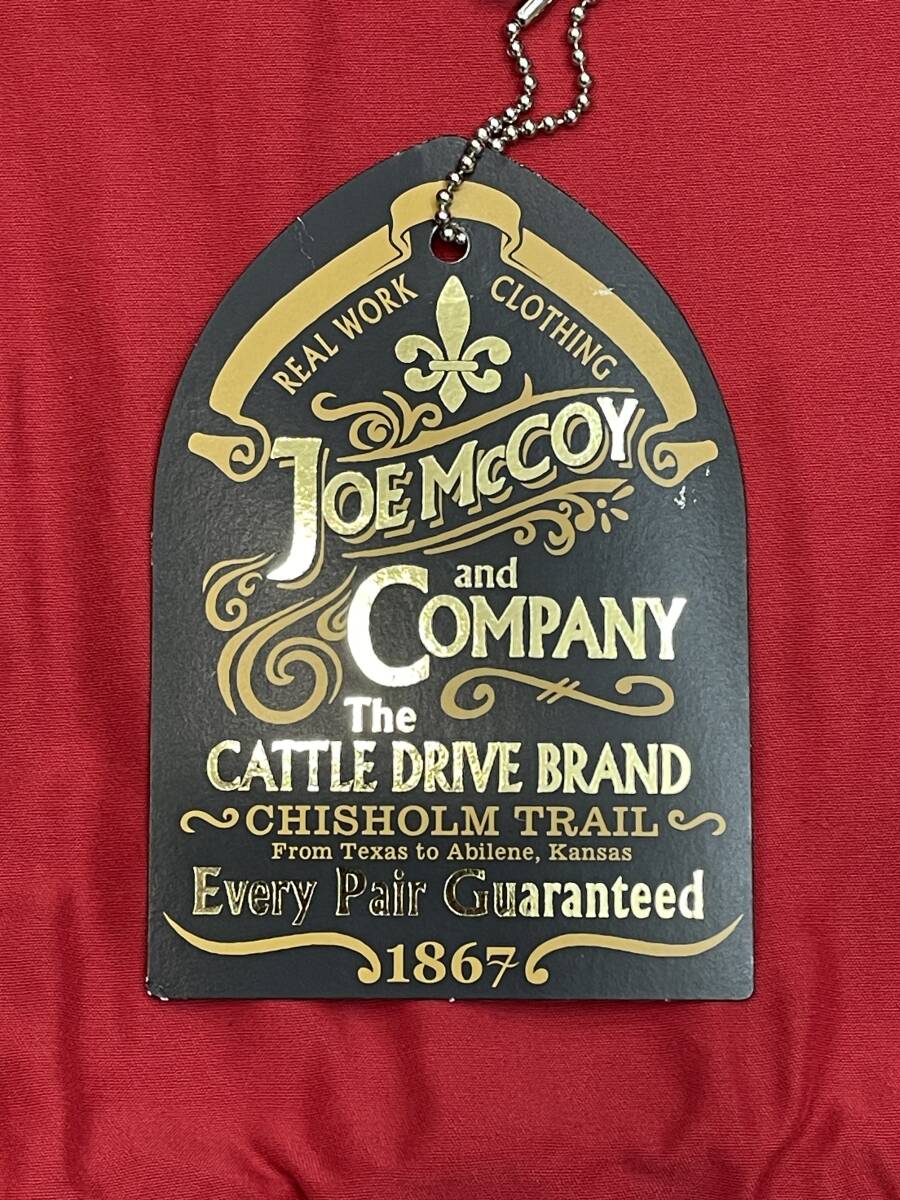 REAL WORK CLOTHING
JOE McCOY
and
COMPANY
The
CATTLE DRIVE BRAND
CHISHOLM TRAIL
From Texas to Abilene, Kansas
Every Pair Guaranteed
1867